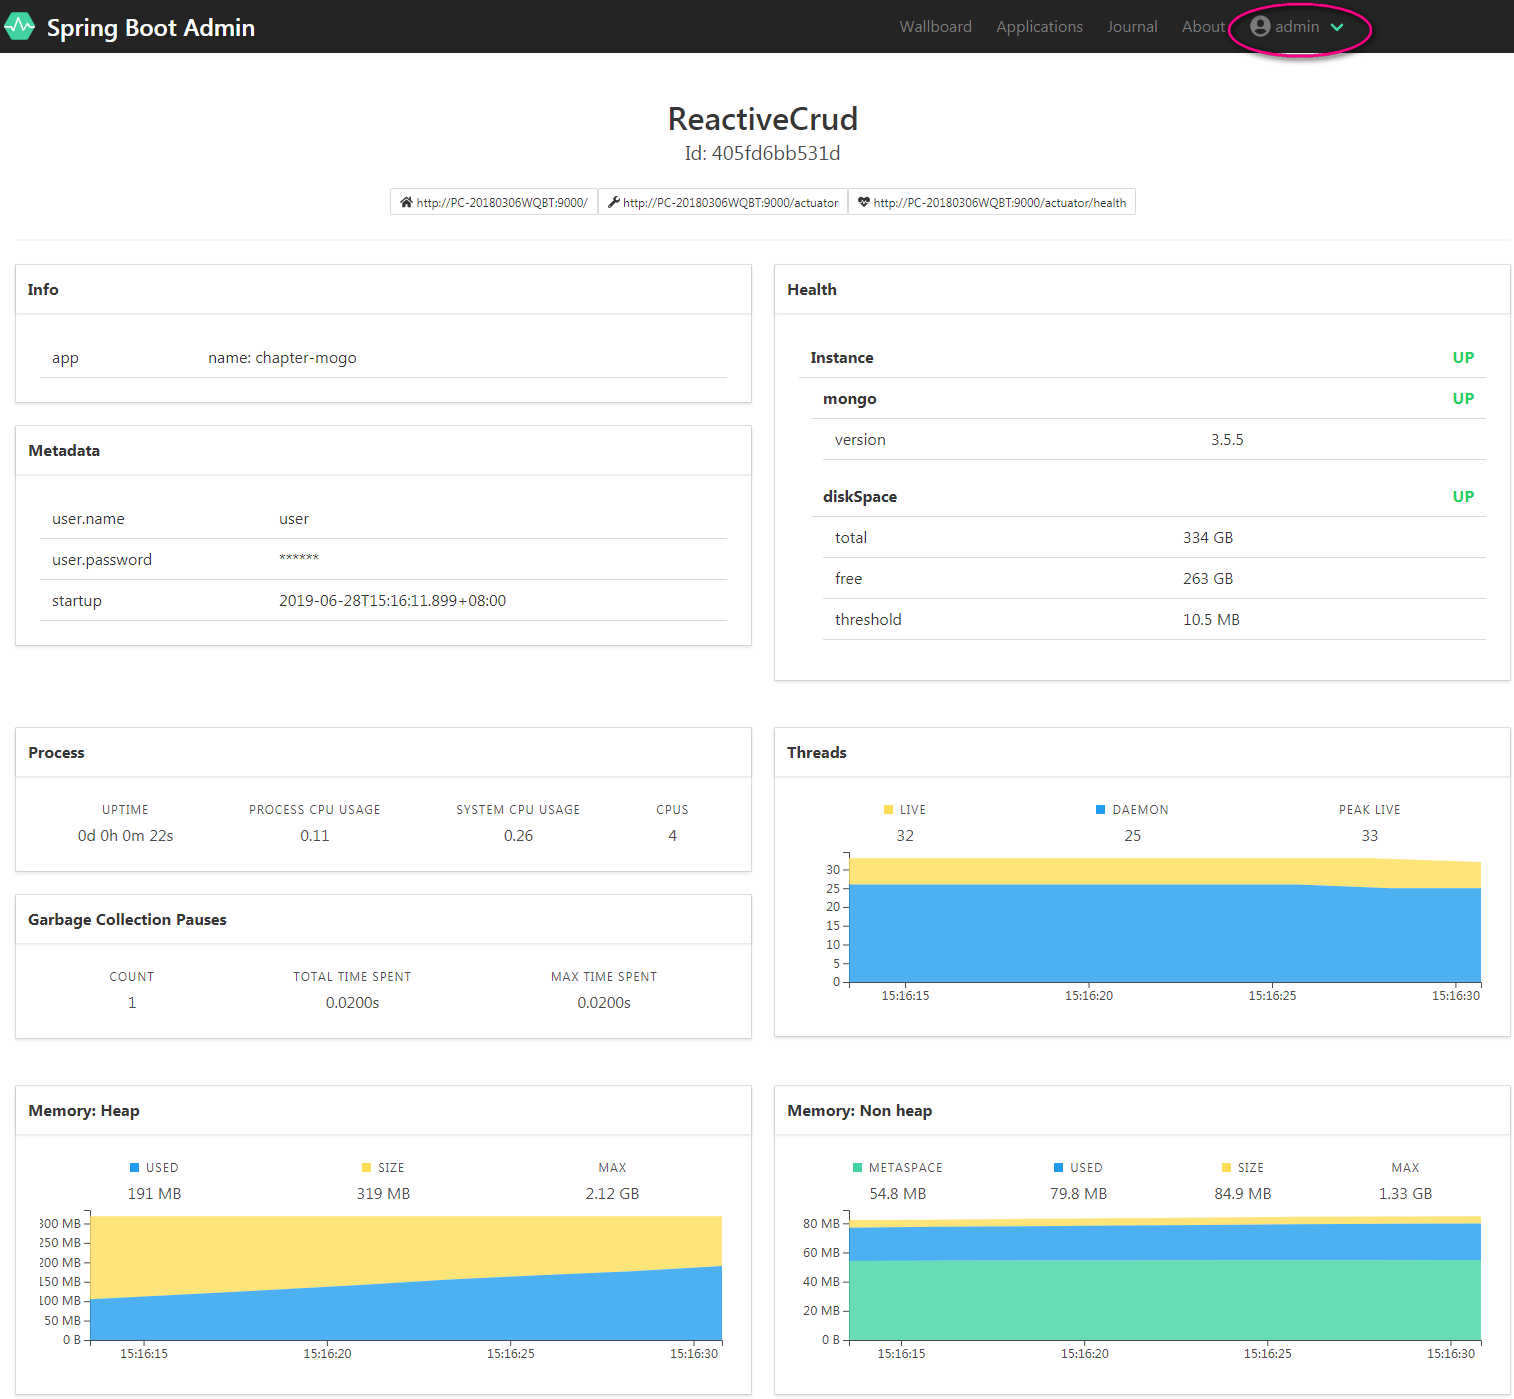 Spring Boot Admin
Wallboard Applications Journal About admin
ReactiveCrud
Id: 405fd6bb531d
http://PC-20180306WQBT:9000/ http://PC-20180306WQBT:9000/actuator http://PC-20180306WQBT:9000/actuator/health
Info
app name: chapter-mogo
Metadata
user.name user
user.password ******
startup 2019-06-28T15:16:11.899+08:00
Health
Instance UP
mongo UP
version 3.5.5
diskSpace UP
total 334 GB
free 263 GB
threshold 10.5 MB
Process
UPTIME PROCESS CPU USAGE SYSTEM CPU USAGE CPUS
0d 0h 0m 22s 0.11 0.26 4
Garbage Collection Pauses
COUNT TOTAL TIME SPENT MAX TIME SPENT
1 0.0200s 0.0200s
Threads
LIVE DAEMON PEAK LIVE
32 25 33
30
25
20
15
10
5
0
15:16:15 15:16:20 15:16:25 15:16:30
Memory: Heap
USED SIZE MAX
191 MB 319 MB 2.12 GB
300 MB
250 MB
200 MB
150 MB
100 MB
50 MB
0 B
15:16:15 15:16:20 15:16:25 15:16:30
Memory: Non heap
METASPACE USED SIZE MAX
54.8 MB 79.8 MB 84.9 MB 1.33 GB
80 MB
60 MB
40 MB
20 MB
0 B
15:16:15 15:16:20 15:16:25 15:16:30